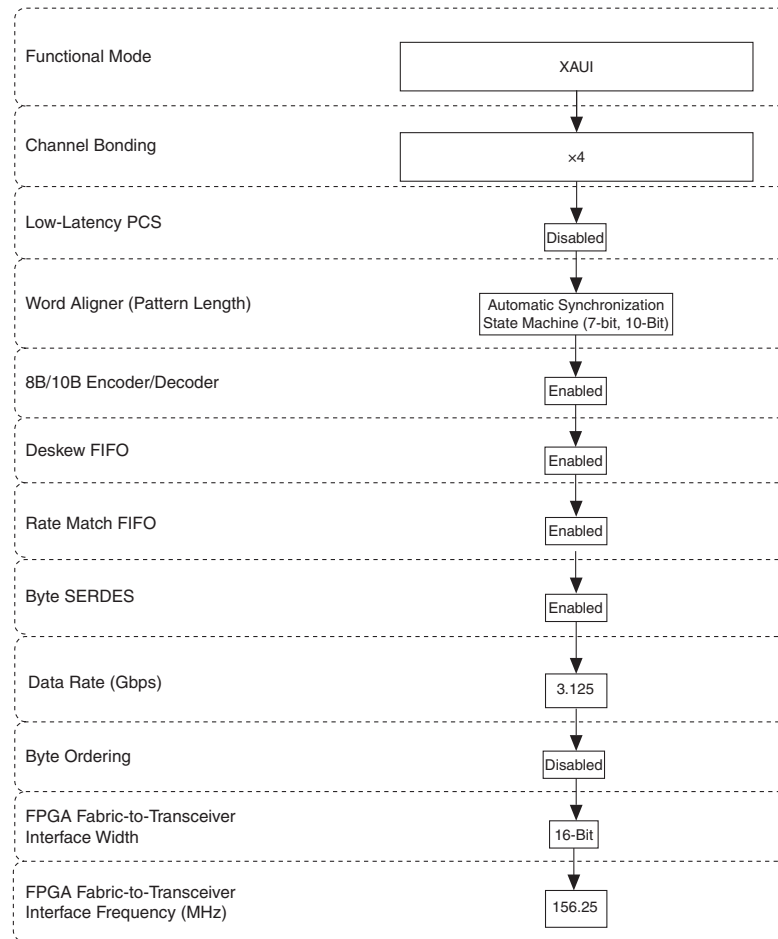 Functional Mode
XAUI
Channel Bonding
×4
Low-Latency PCS
Disabled
Word Aligner (Pattern Length)
Automatic Synchronization
State Machine (7-bit, 10-Bit)
8B/10B Encoder/Decoder
Enabled
Deskew FIFO
Enabled
Rate Match FIFO
Enabled
Byte SERDES
Enabled
Data Rate (Gbps)
3.125
Byte Ordering
Disabled
FPGA Fabric-to-Transceiver
Interface Width
16-Bit
FPGA Fabric-to-Transceiver
Interface Frequency (MHz)
156.25